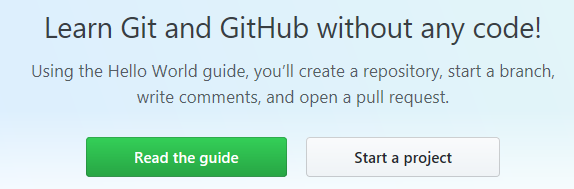 Learn Git and GitHub without any code!
Using the Hello World guide, you’ll create a repository, start a branch,
write comments, and open a pull request.
Read the guide
Start a project